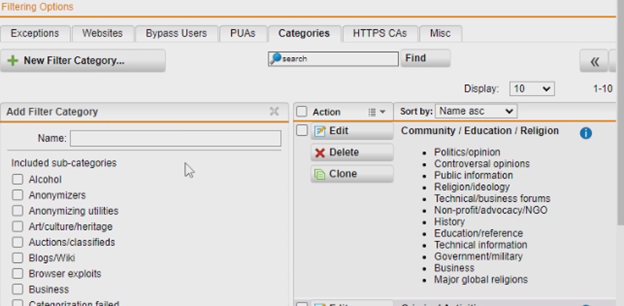 Filtering Options
Exceptions Websites Bypass Users PUAs Categories HTTPS CAs Misc
New Filter Category... search Find «
Display: 10 1-10
Add Filter Category
Name:
Included sub-categories
Alcohol
Anonymizers
Anonymizing utilities
Art/culture/heritage
Auctions/classifieds
Blogs/Wiki
Browser exploits
Business
Categorization failed
Action Sort by: Name asc
Edit Community / Education / Religion
Delete
Clone
Politics/opinion
Controversal opinions
Public information
Religion/ideology
Technical/business forums
Non-profit/advocacy/NGO
History
Education/reference
Technical information
Government/military
Business
Major global religions
Edit Criminal Activities